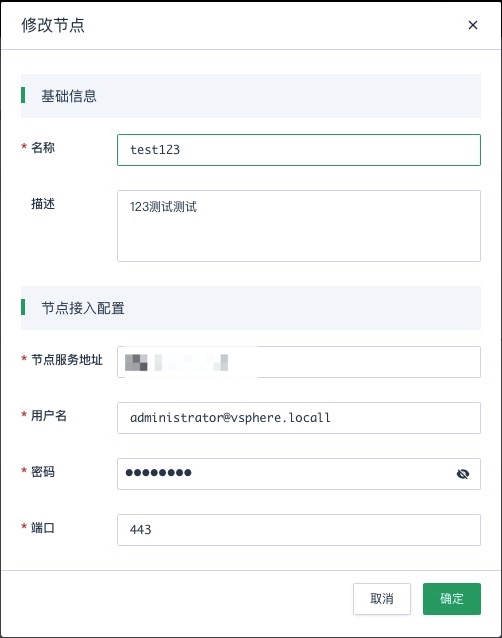 修改节点
基础信息
* 名称 test123
描述 123测试测试
节点接入配置
* 节点服务地址
* 用户名 administrator@vsphere.locall
* 密码 ●●●●●●●●
* 端口 443
取消 确定